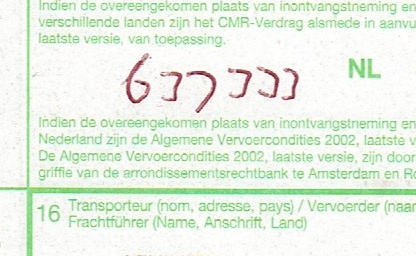 Indien de overeengekomen plaats van inontvangstneming en
verschillende landen zijn het CMR-Verdrag alsmede in aanvu
laatste versie, van toepassing.
NL
Indien de overeengekomen plaats van inontvangstneming en
Nederland zijn de Algemene Vervoercondities 2002, laatste v
De Algemene Vervoercondities 2002, laatste versie, zijn door
griffie van de arrondissementsrechtbank te Amsterdam en Ro
16 Transporteur (nom, adresse, pays) / Vervoerder (naar
Frachtführer (Name, Anschrift, Land)